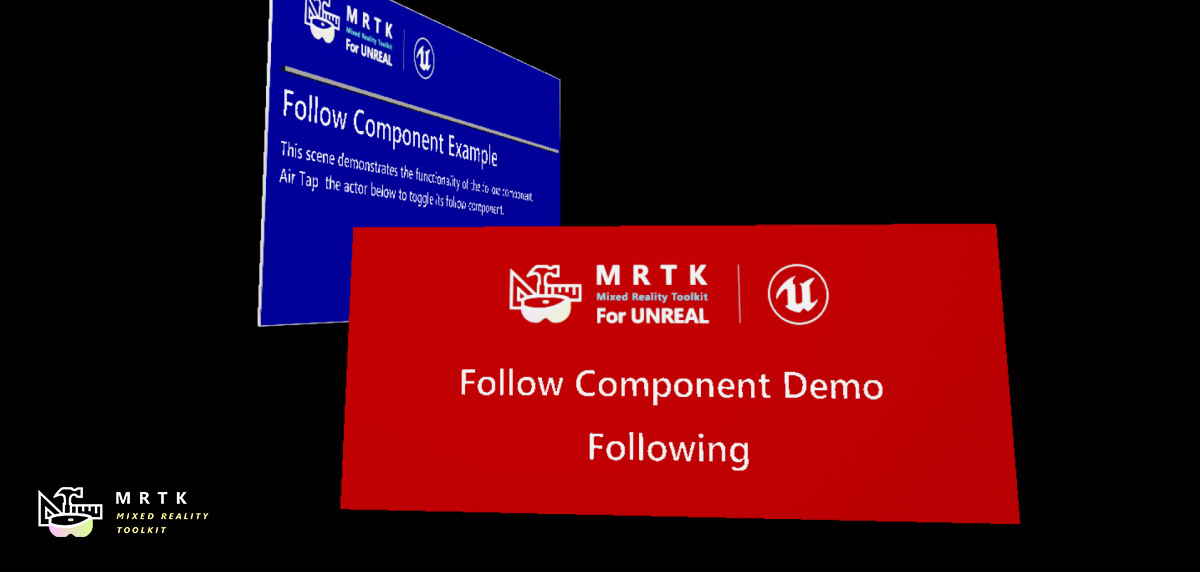 MRTK
Mixed Reality Toolkit
For UNREAL
Follow Component Example
This scene demonstrates the functionality of the follow component.
Air Tap the actor below to toggle its follow component.
MRTK
Mixed Reality Toolkit
For UNREAL
Follow Component Demo
Following
MRTK
MIXED REALITY
TOOLKIT